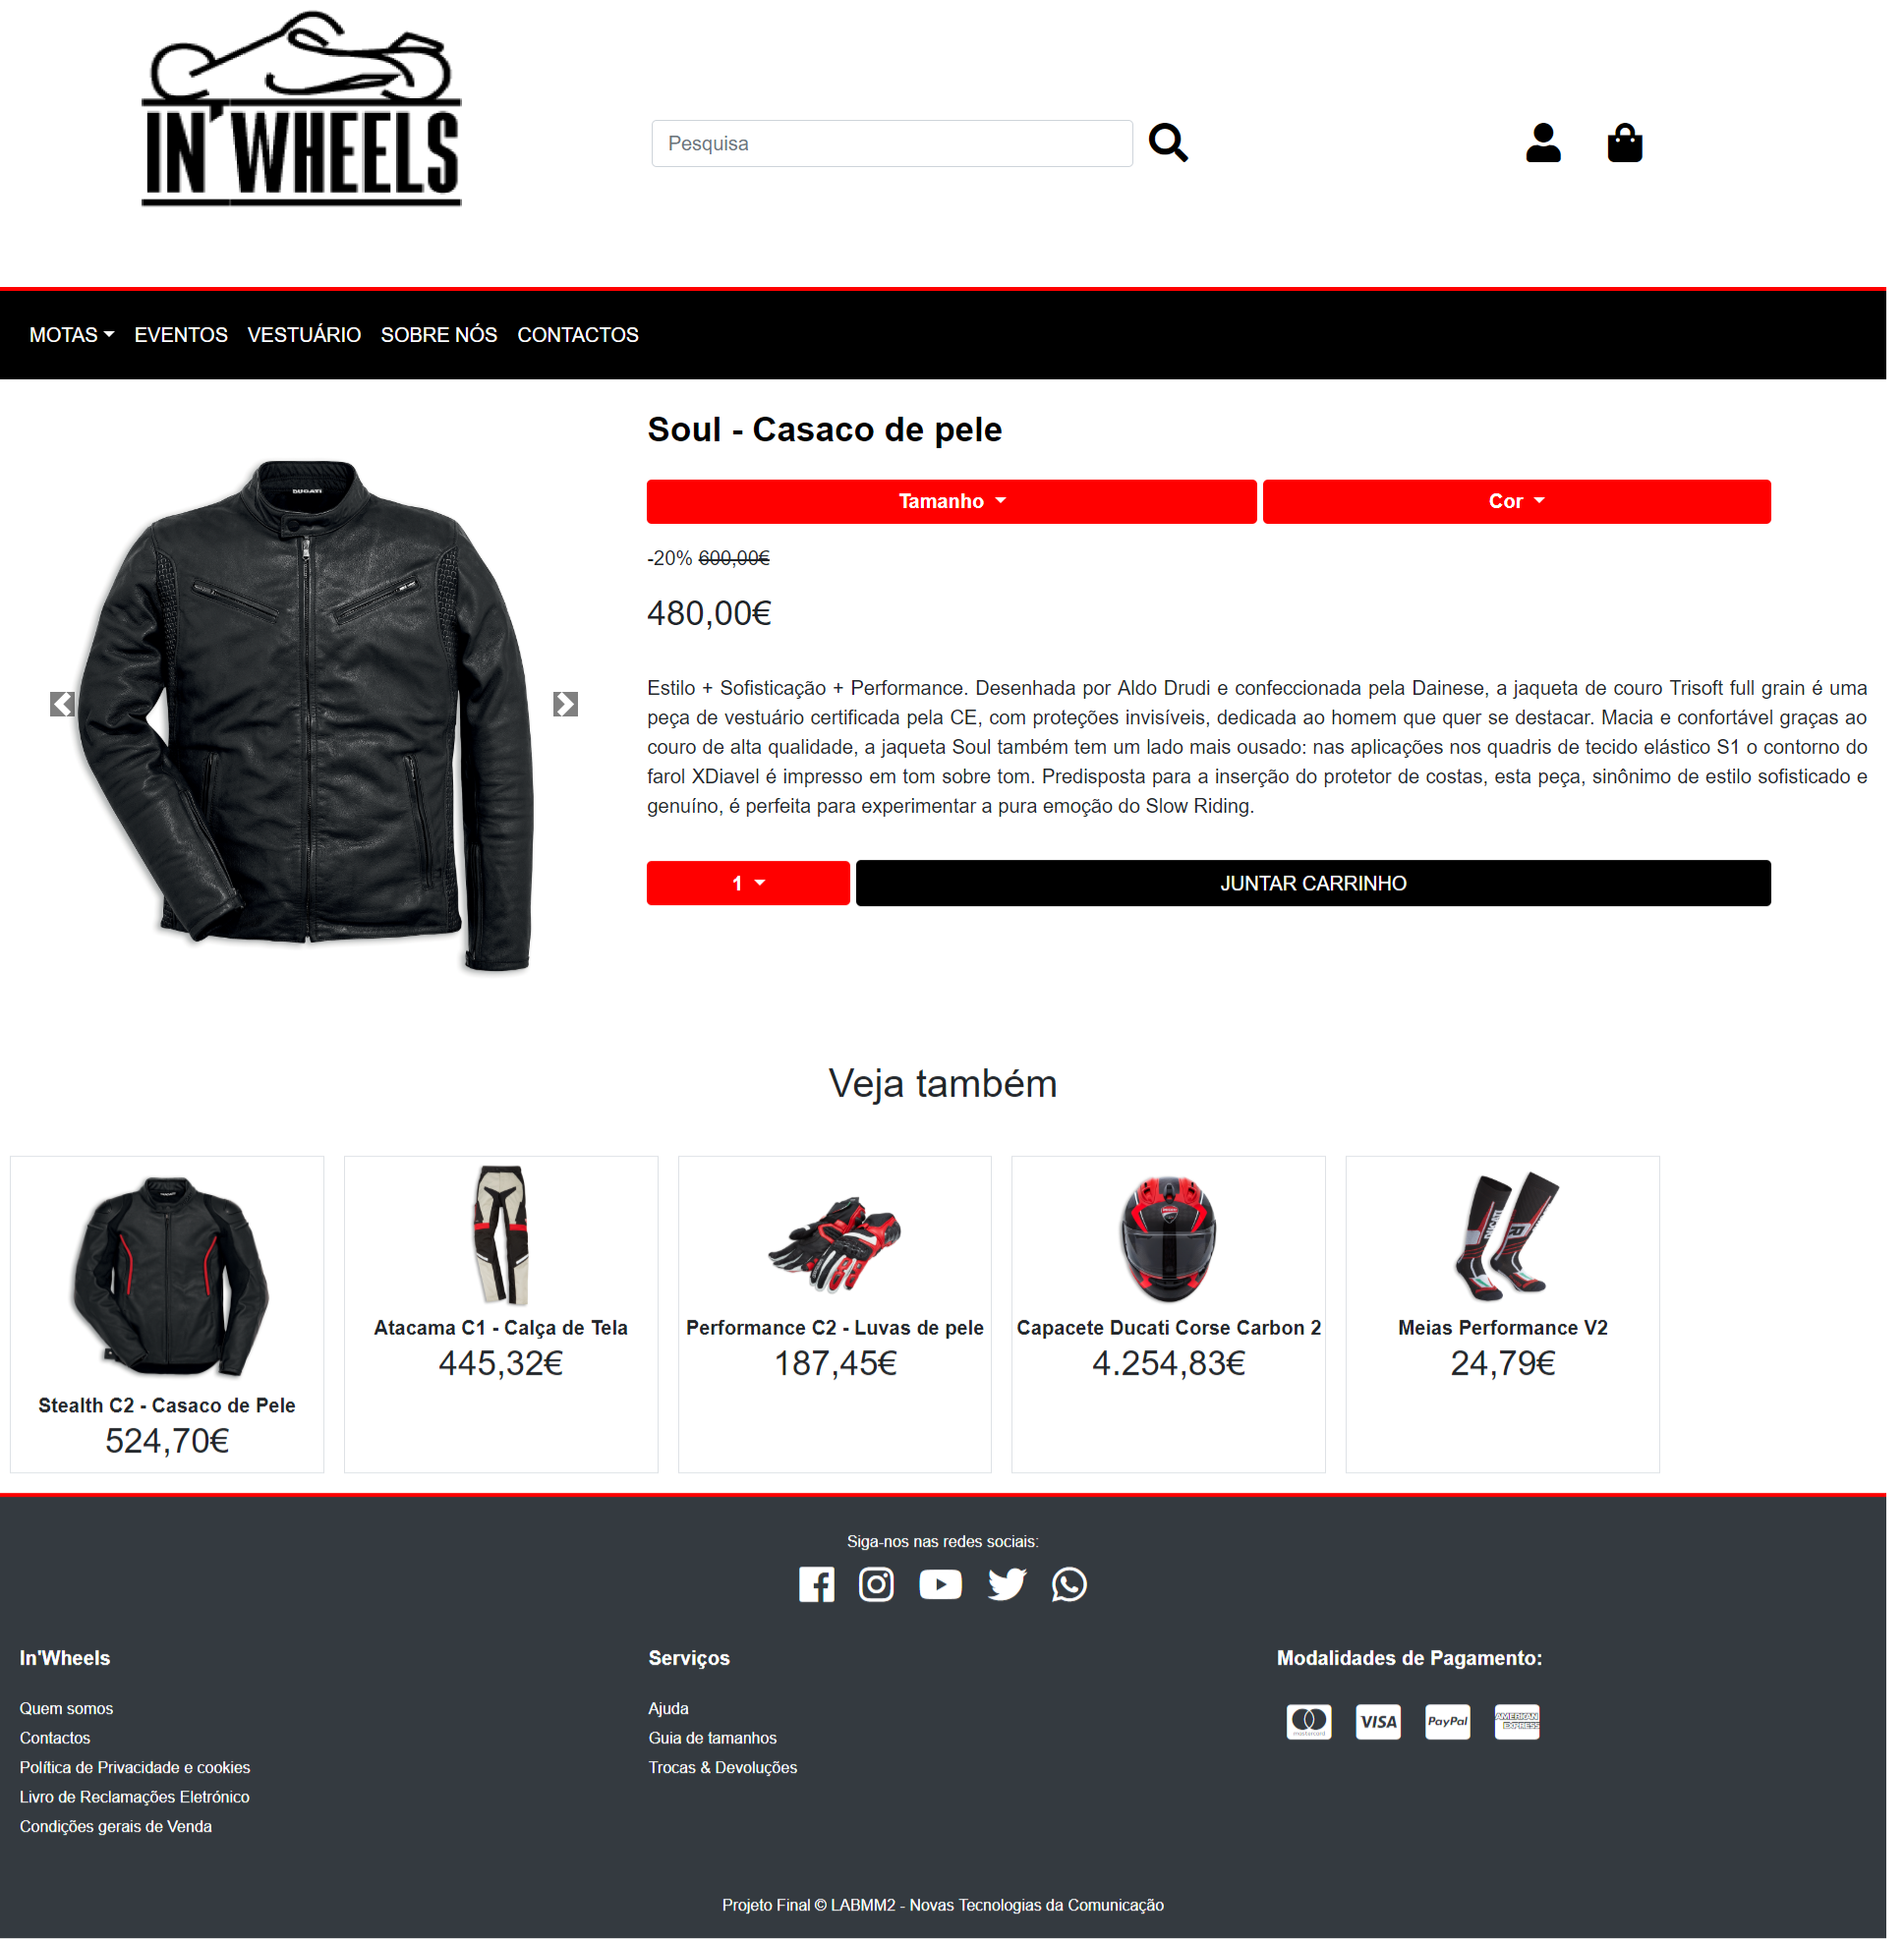 IN'WHEELS
Pesquisa
MOTAS EVENTOS VESTUÁRIO SOBRE NÓS CONTACTOS
Soul - Casaco de pele
Tamanho Cor
-20% 600,00€
480,00€
DUCATI
Estilo + Sofisticação + Performance. Desenhada por Aldo Drudi e confeccionada pela Dainese, a jaqueta de couro Trisoft full grain é uma
peça de vestuário certificada pela CE, com proteções invisíveis, dedicada ao homem que quer se destacar. Macia e confortável graças ao
couro de alta qualidade, a jaqueta Soul também tem um lado mais ousado: nas aplicações nos quadris de tecido elástico S1 o contorno do
farol XDiavel é impresso em tom sobre tom. Predisposta para a inserção do protetor de costas, esta peça, sinônimo de estilo sofisticado e
genuíno, é perfeita para experimentar a pura emoção do Slow Riding.
1 JUNTAR CARRINHO
Veja também
Stealth C2 - Casaco de Pele
524,70€
Atacama C1 - Calça de Tela
445,32€
Performance C2 - Luvas de pele
187,45€
Capacete Ducati Corse Carbon 2
4.254,83€
DUCATI
Meias Performance V2
24,79€
Siga-nos nas redes sociais:
In'Wheels
Quem somos
Contactos
Política de Privacidade e cookies
Livro de Reclamações Eletrónico
Condições gerais de Venda
Serviços
Ajuda
Guia de tamanhos
Trocas & Devoluções
Modalidades de Pagamento:
mastercard VISA PayPal AMERICAN EXPRESS
Projeto Final © LABMM2 - Novas Tecnologias da Comunicação